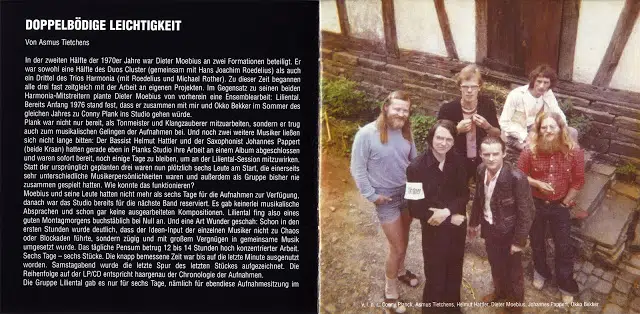 DOPPELBÖDIGE LEICHTIGKEIT
Von Asmus Tietchens
In der zweiten Hälfte der 1970er Jahre war Dieter Moebius an zwei Formationen beteiligt. Er
war sowohl eine Hälfte des Duos Cluster (gemeinsam mit Hans Joachim Roedelius) als auch
ein Drittel des Trios Harmonia (mit Roedelius und Michael Rother). Zu dieser Zeit begannen
alle drei fast zeitgleich mit der Arbeit an eigenen Projekten. Im Gegensatz zu seinen beiden
Harmonia-Mitstreitern plante Dieter Moebius von vorherein eine Ensemblearbeit: Liliental.
Bereits Anfang 1976 stand fest, dass er zusammen mit mir und Okko Bekker im Sommer des
gleichen Jahres zu Conny Plank ins Studio gehen würde.
Plank war nicht nur bereit, als Tonmeister und Klangzauberer mitzuarbeiten, sondern er trug
auch zum musikalischen Gelingen der Aufnahmen bei. Und noch zwei weitere Musiker ließen
sich nicht lange bitten: Der Bassist Helmut Hattler und der Saxophonist Johannes Pappert
(beide Kraan) hatten gerade eben in Planks Studio ihre Arbeit an einem Album abgeschlossen
und waren sofort bereit, noch einige Tage zu bleiben, um an der Liliental-Session mitzuwirken.
Statt der ursprünglich geplanten drei waren nun plötzlich sechs Leute am Start, die einerseits
sehr unterschiedliche Musikerpersönlichkeiten waren und außerdem als Gruppe bisher nie
zusammen gespielt hatten. Wie konnte das funktionieren?
Moebius und seine Leute hatten nicht mehr als sechs Tage für die Aufnahmen zur Verfügung,
danach war das Studio bereits für die nächste Band reserviert. Es gab keinerlei musikalische
Absprachen und schon gar keine ausgearbeiteten Kompositionen. Liliental fing also eines
guten Montagmorgens buchstäblich bei Null an. Und eine Art Wunder geschah: Schon in den
ersten Stunden wurde deutlich, dass der Ideen-Input der einzelnen Musiker nicht zu Chaos
oder Blockaden führte, sondern zügig und mit großem Vergnügen in gemeinsame Musik
umgesetzt wurde. Das tägliche Pensum betrug 12 bis 14 Stunden hoch konzentrierter Arbeit.
Sechs Tage – sechs Stücke. Die knapp bemessene Zeit war bis auf die letzte Minute ausgenutzt
worden. Samstagabend wurde die letzte Spur des letzten Stückes aufgezeichnet. Die
Reihenfolge auf der LP/CD entspricht haargenau der Chronologie der Aufnahmen.
Die Gruppe Liliental gab es nur für sechs Tage, nämlich für ebendiese Aufnahmesitzung im
v. l. n. r. Conny Planck, Asmus Tietchens, Helmut Hattler, Dieter Moebius, Johannes Pappert, Okko Bekker